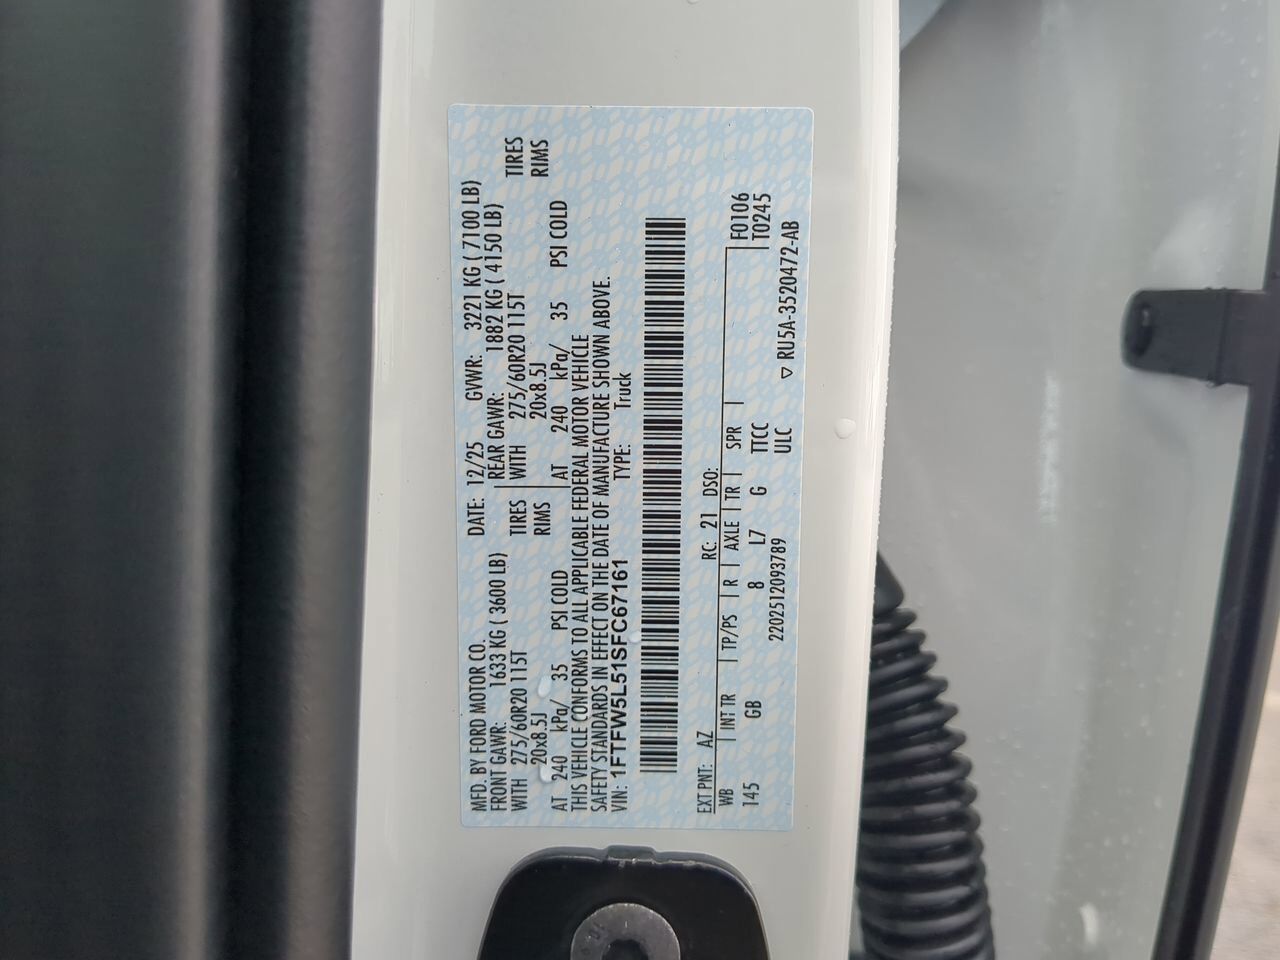 MFD. BY FORD MOTOR CO.
DATE: 12/25 GVWR: 3221 KG ( 7100 LB)
FRONT GAWR: 1633 KG ( 3600 LB)
REAR GAWR: 1882 KG ( 4150 LB)
WITH 275/60R20 115T TIRES
WITH 275/60R20 115T TIRES
20x8.5J RIMS
20x8.5J RIMS
AT 240 kPa/ 35 PSI COLD
AT 240 kPa/ 35 PSI COLD
THIS VEHICLE CONFORMS TO ALL APPLICABLE FEDERAL MOTOR VEHICLE
SAFETY STANDARDS IN EFFECT ON THE DATE OF MANUFACTURE SHOWN ABOVE.
VIN: 1FTFW5L51SFC67161 TYPE: Truck
EXT PNT: AZ RC: 21 DSO: F0106
WB | INT TR | TP/PS | R | AXLE | TR | SPR | T0245
145 GB 8 L7 G TTCC
2202512093789 ULC ▽ RU5A-3520472-AB